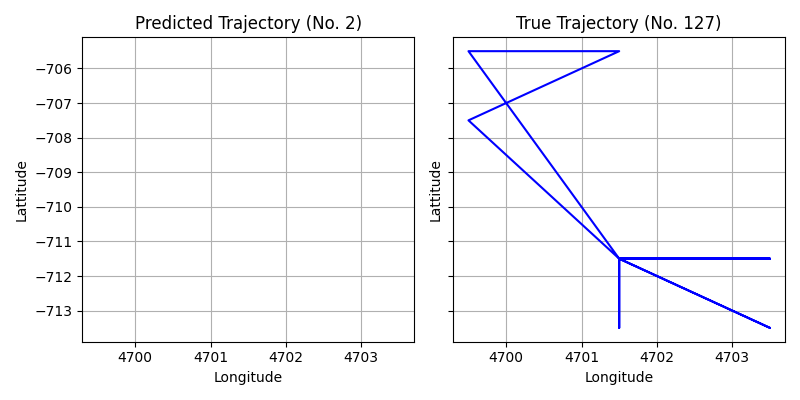 Predicted Trajectory (No. 2)
True Trajectory (No. 127)
Lattitude
−706
−707
−708
−709
−710
−711
−712
−713
4700 4701 4702 4703
Longitude
Lattitude
4700 4701 4702 4703
Longitude